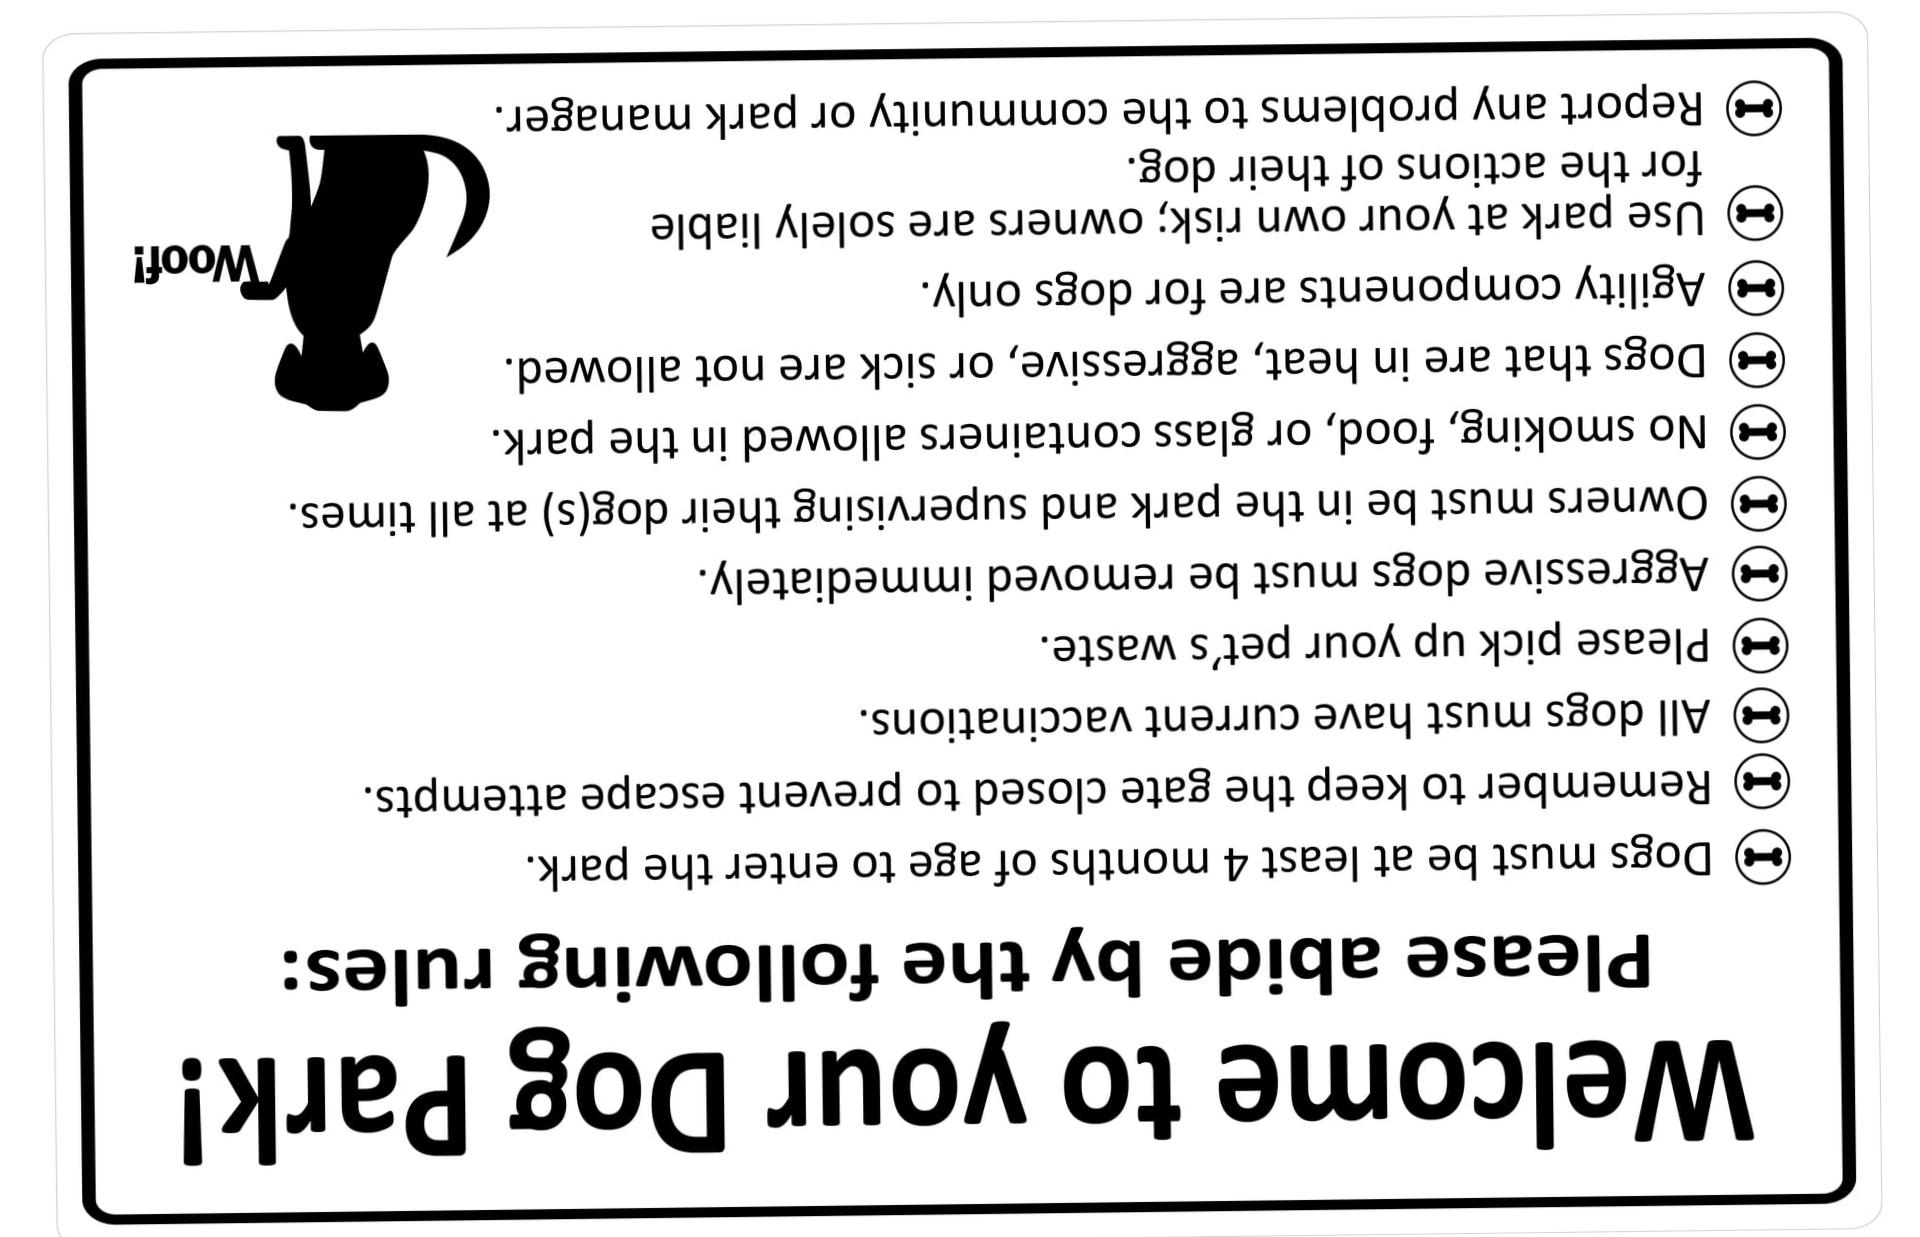 Welcome to your Dog Park!
Please abide by the following rules:
Dogs must be at least 4 months of age to enter the park.
Remember to keep the gate closed to prevent escape attempts.
All dogs must have current vaccinations.
Please pick up your pet's waste.
Aggressive dogs must be removed immediately.
Owners must be in the park and supervising their dog(s) at all times.
No smoking, food, or glass containers allowed in the park.
Dogs that are in heat, aggressive, or sick are not allowed.
Agility components are for dogs only.
Use park at your own risk; owners are solely liable
for the actions of their dog.
Report any problems to the community or park manager.
Woof!